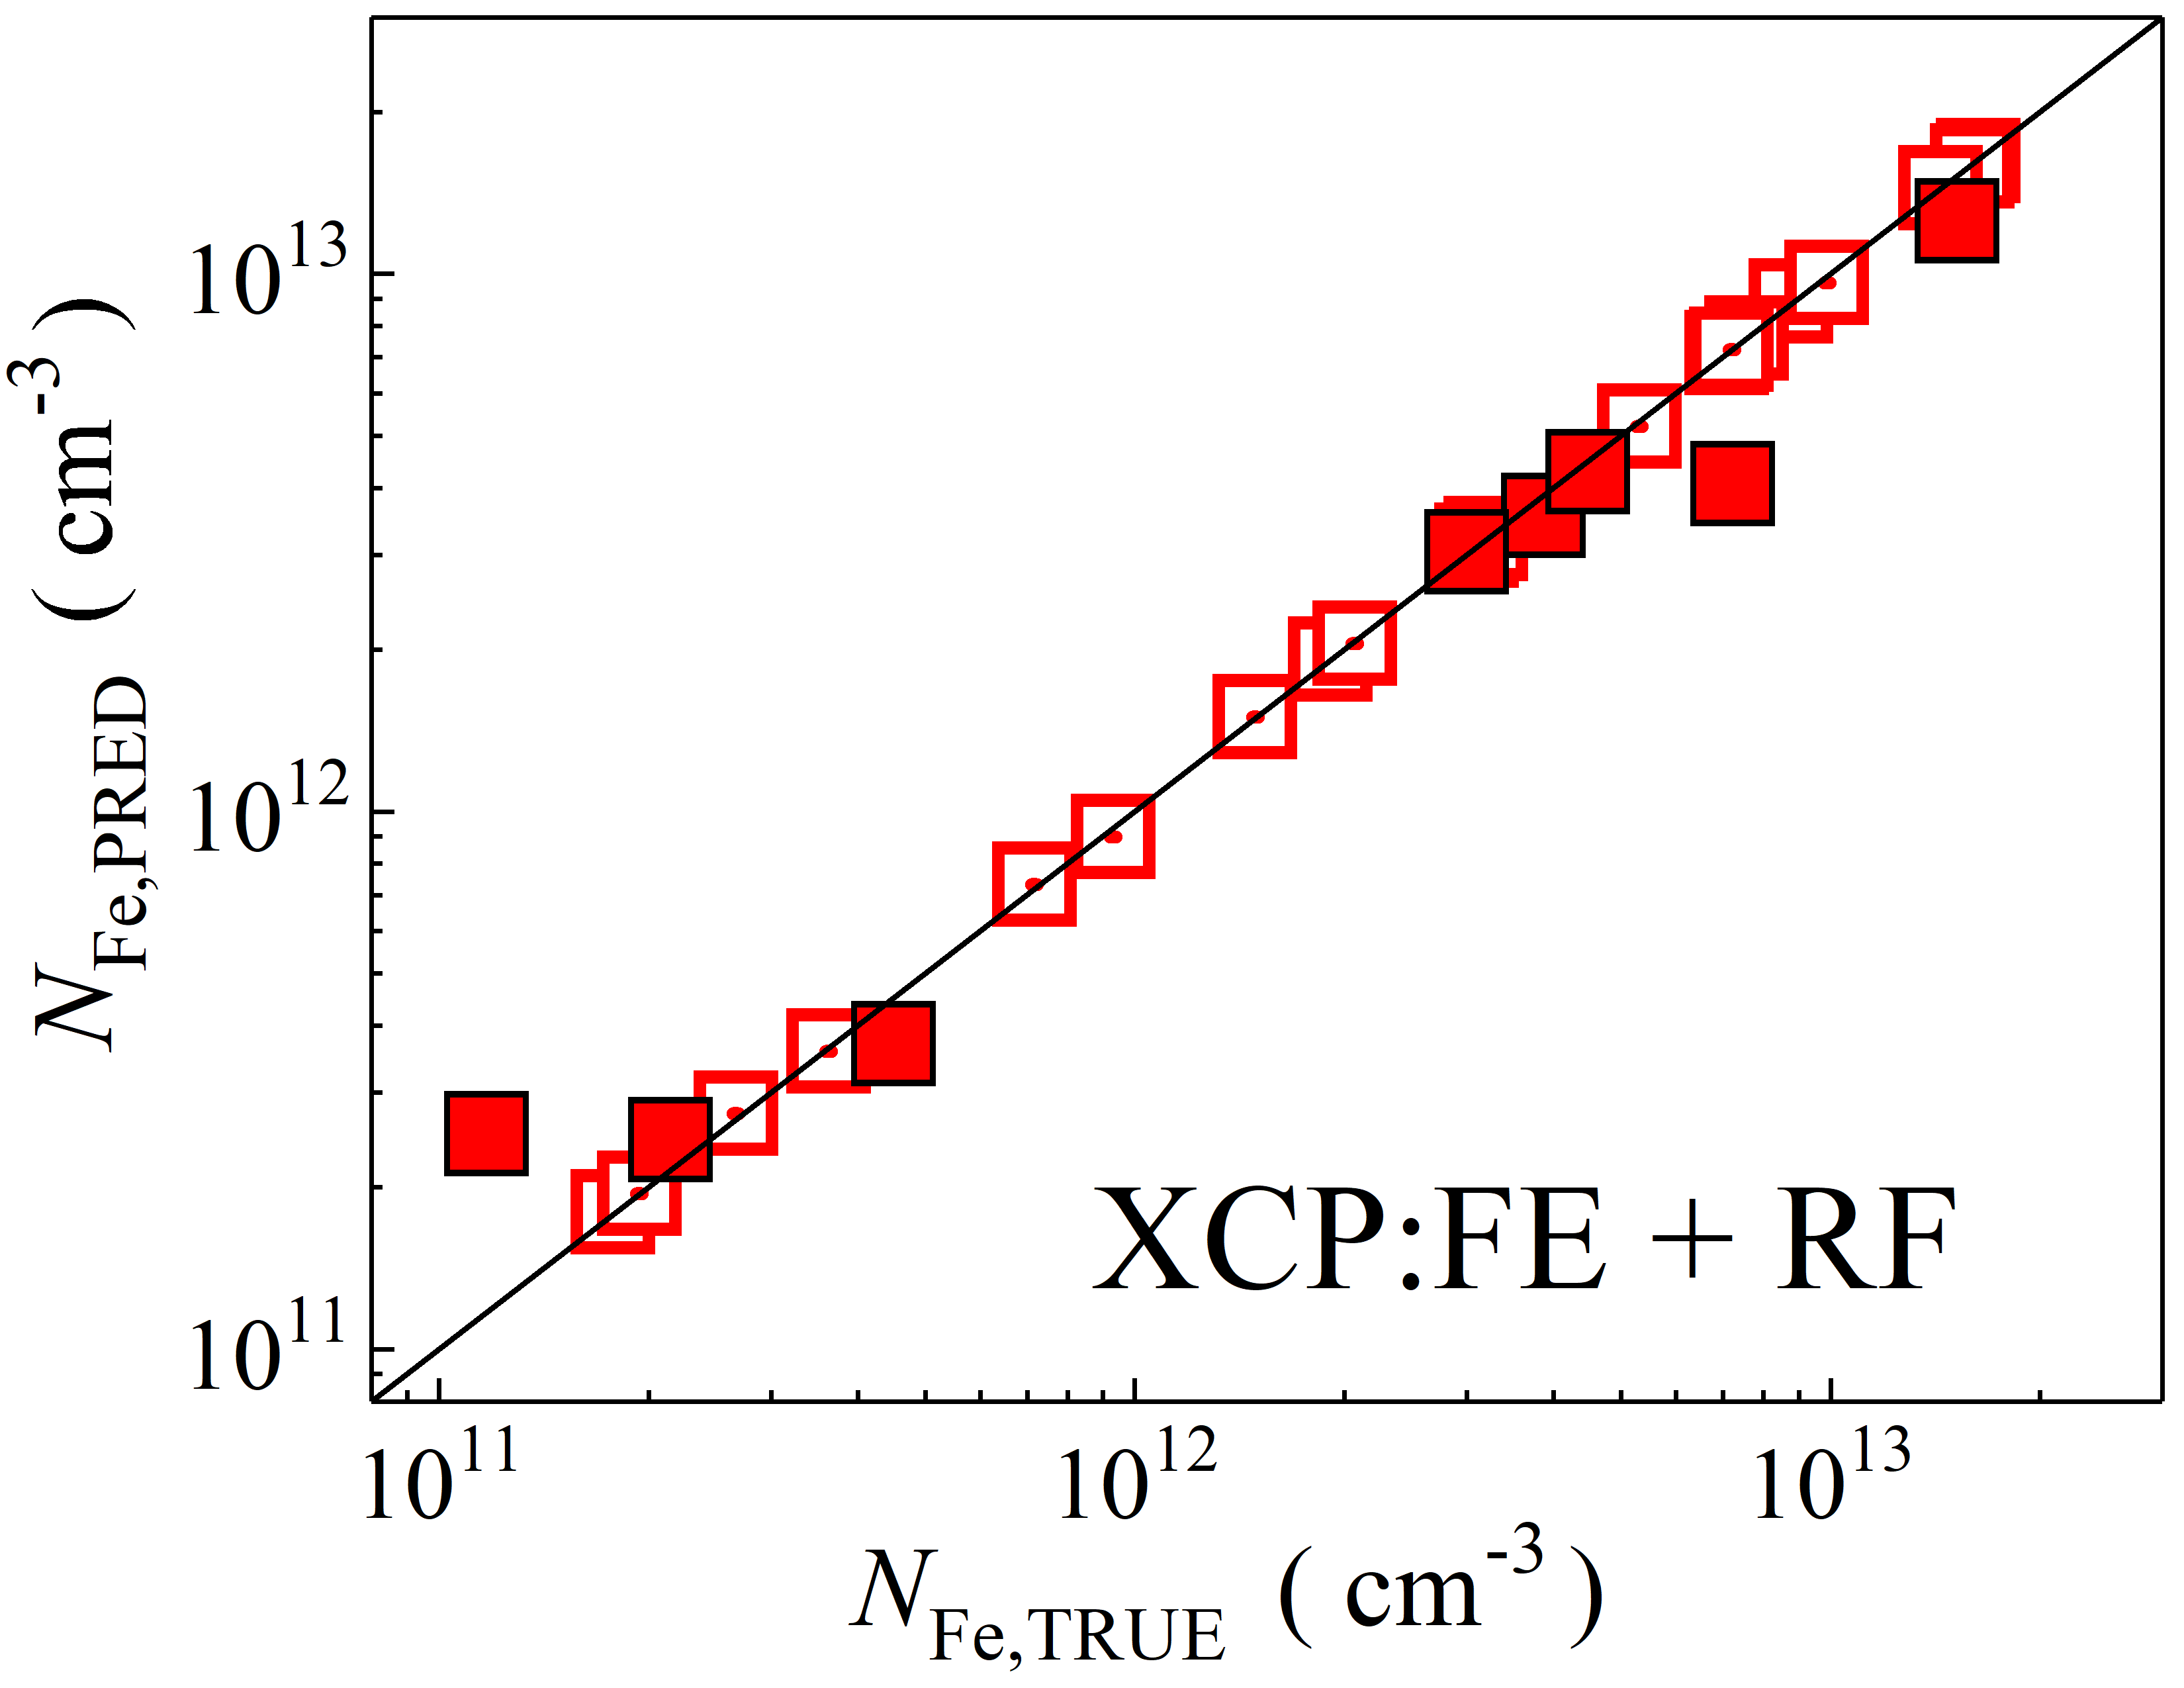 N_Fe,PRED ( cm^-3 )
10^13
10^12
10^11
XCP:FE + RF
10^11 10^12 10^13
N_Fe,TRUE ( cm^-3 )